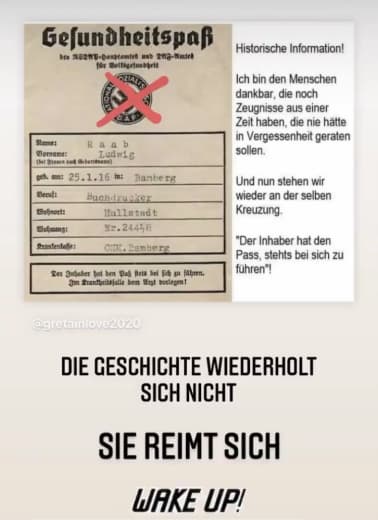 Gesundheitspaß
des NSDAP-Hauptamtes und DAF-Amtes
für Volksgesundheit
Name: Raab
Vorname: Ludwig
(bei Frauen auch Geburtsname)
geb. am: 25.1.16 in: Bamberg
Beruf: Buchdrucker
Wohnort: Hallstadt
Wohnung: Nr.244⅛
Krankenkasse: OKK.Bamberg
Der Inhaber hat den Paß stets bei sich zu führen.
Im Krankheitsfalle dem Arzt vorlegen!
Historische Information!
Ich bin den Menschen
dankbar, die noch
Zeugnisse aus einer
Zeit haben, die nie hätte
in Vergessenheit geraten
sollen.
Und nun stehen wir
wieder an der selben
Kreuzung.
"Der Inhaber hat den
Pass, stehts bei sich zu
führen"!
@gretainlove2020
DIE GESCHICHTE WIEDERHOLT
SICH NICHT
SIE REIMT SICH
WAKE UP!